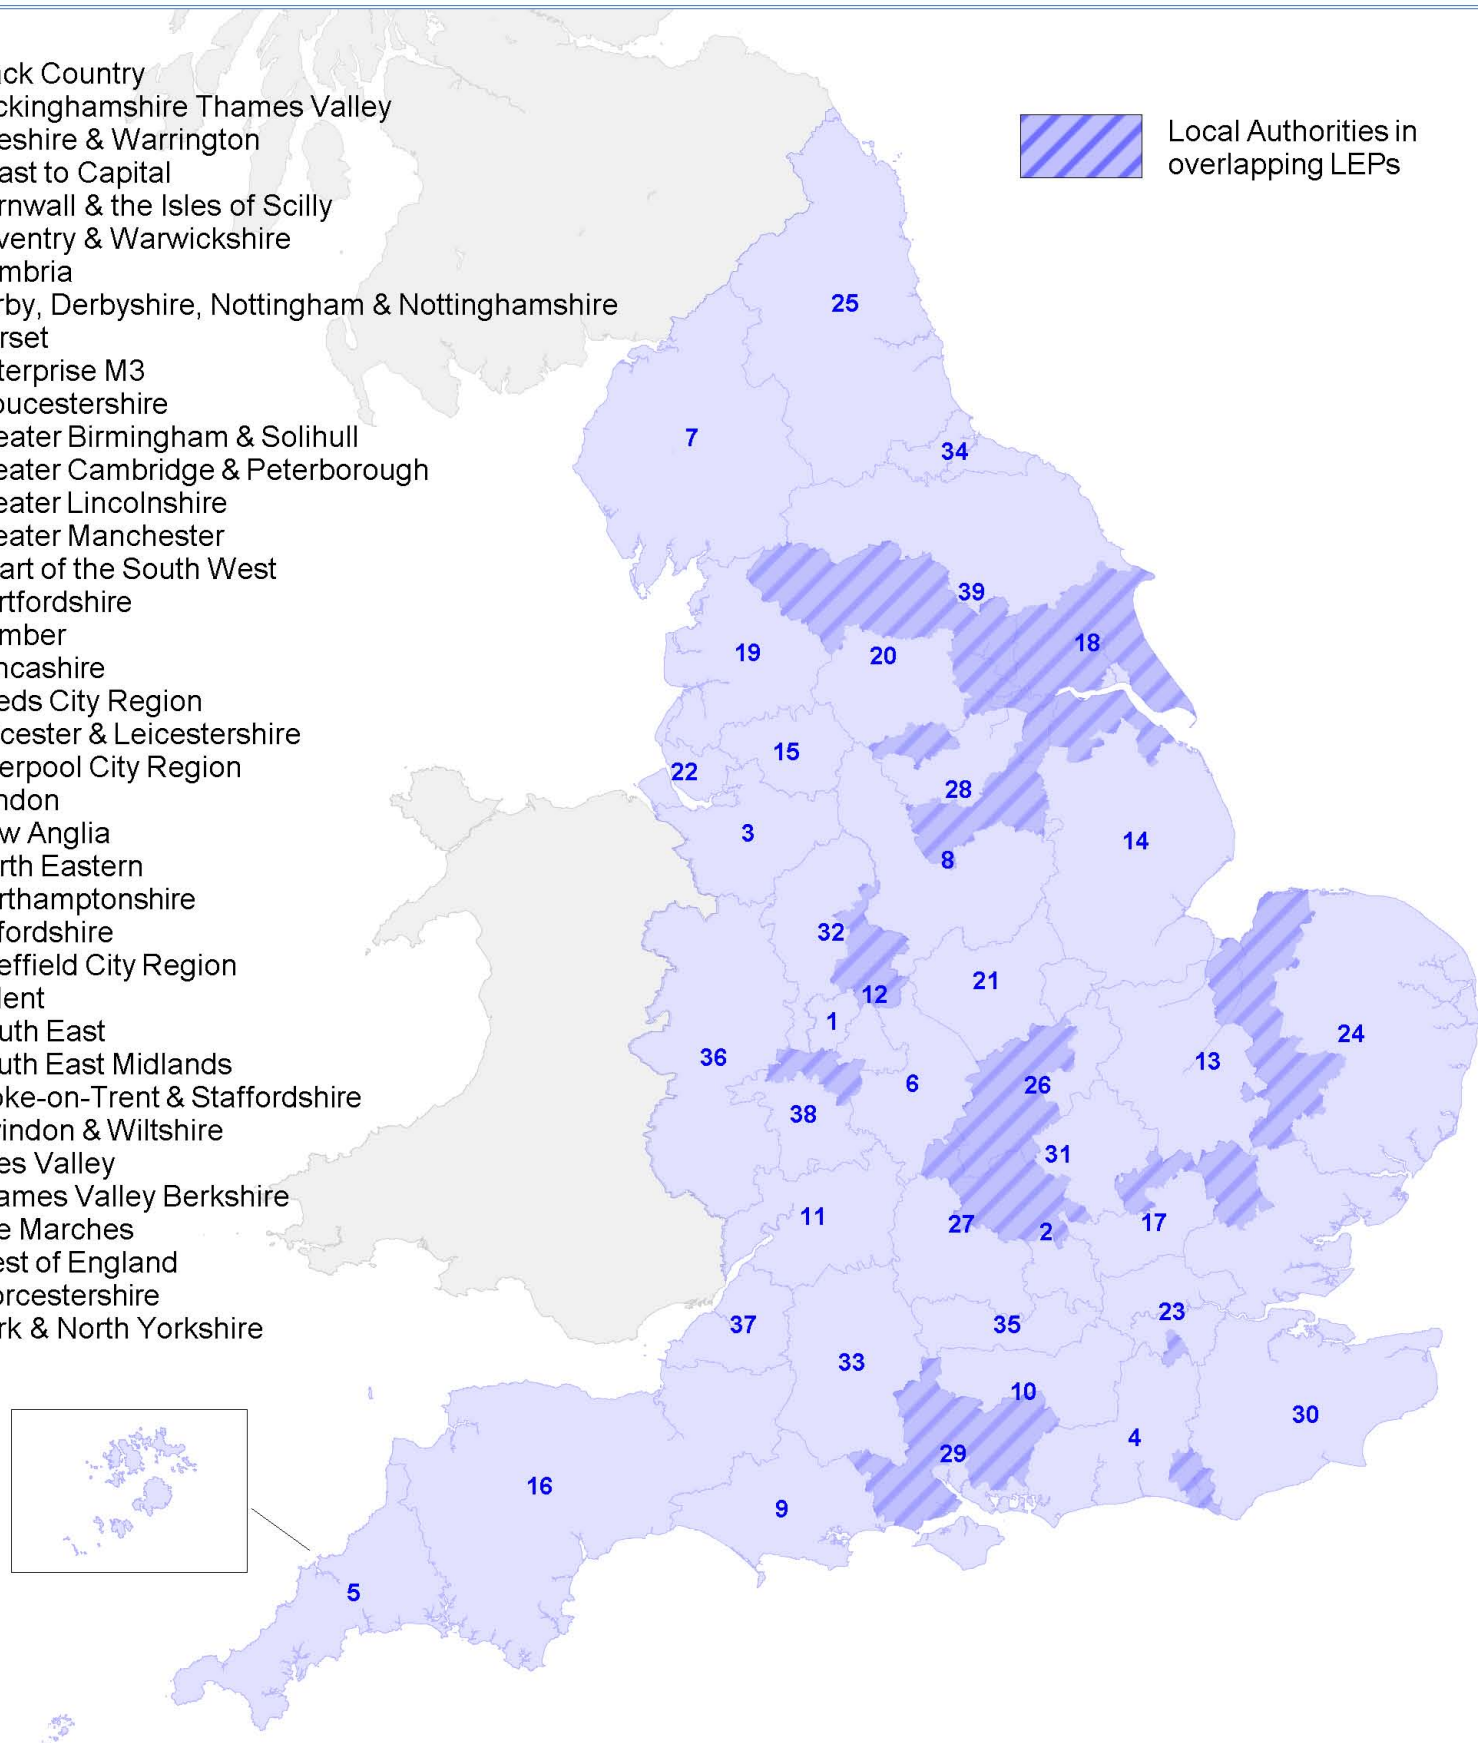 ack Country
ckinghamshire Thames Valley
eshire & Warrington
ast to Capital
rnwall & the Isles of Scilly
ventry & Warwickshire
mbria
rby, Derbyshire, Nottingham & Nottinghamshire
rset
terprise M3
oucestershire
eater Birmingham & Solihull
eater Cambridge & Peterborough
eater Lincolnshire
eater Manchester
art of the South West
rtfordshire
mber
ncashire
eds City Region
icester & Leicestershire
verpool City Region
ndon
w Anglia
rth Eastern
rthamptonshire
fordshire
effield City Region
lent
uth East
uth East Midlands
oke-on-Trent & Staffordshire
indon & Wiltshire
es Valley
ames Valley Berkshire
e Marches
est of England
orcestershire
rk & North Yorkshire
Local Authorities in
overlapping LEPs
25
7
34
39
18
19
20
15
22
28
3
14
8
32
21
12
1
24
36
13
6
26
38
31
11
27
2
17
23
37
35
33
10
30
4
29
16
9
5